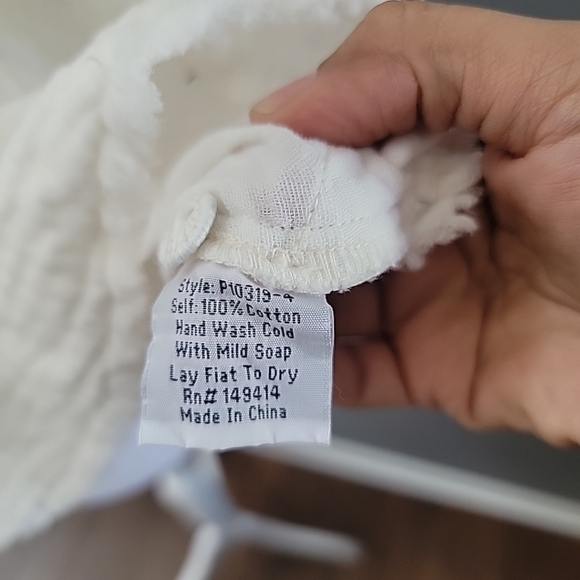 Style: P10319-4
Self: 100% Cotton
Hand Wash Cold
With Mild Soap
Lay Flat To Dry
Rn# 149414
Made In China